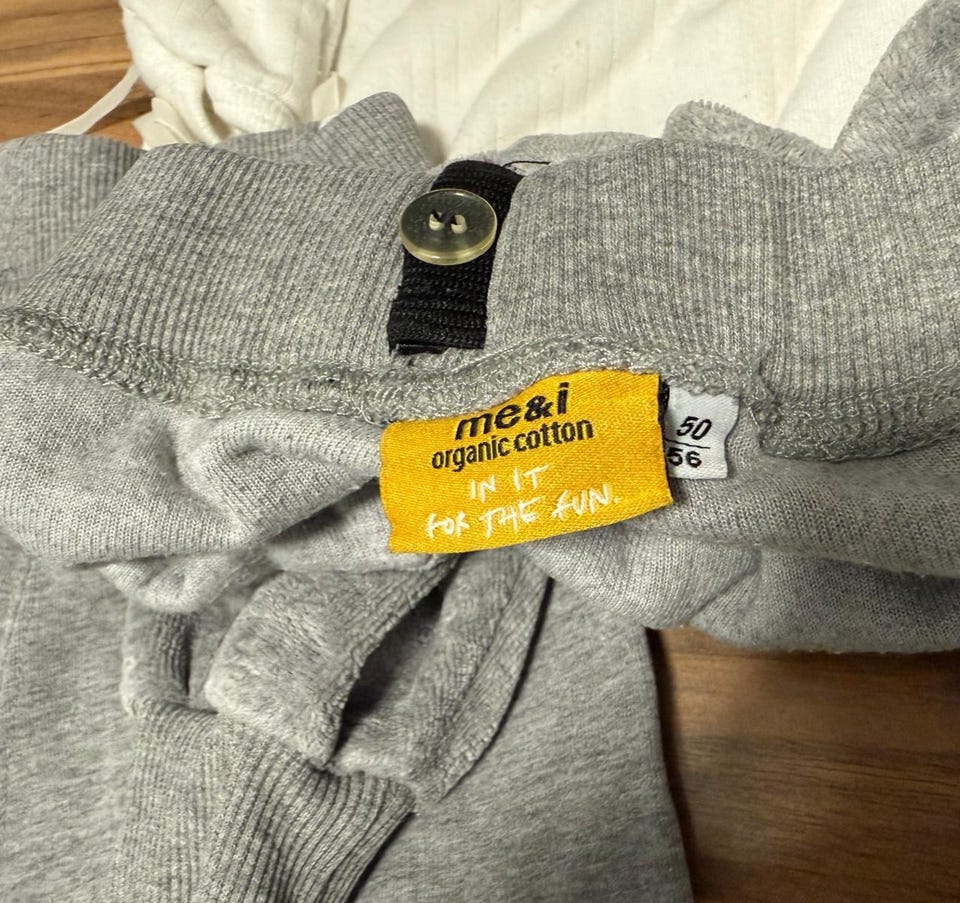 me&i
organic cotton
IN IT
FOR THE FUN.
50
56